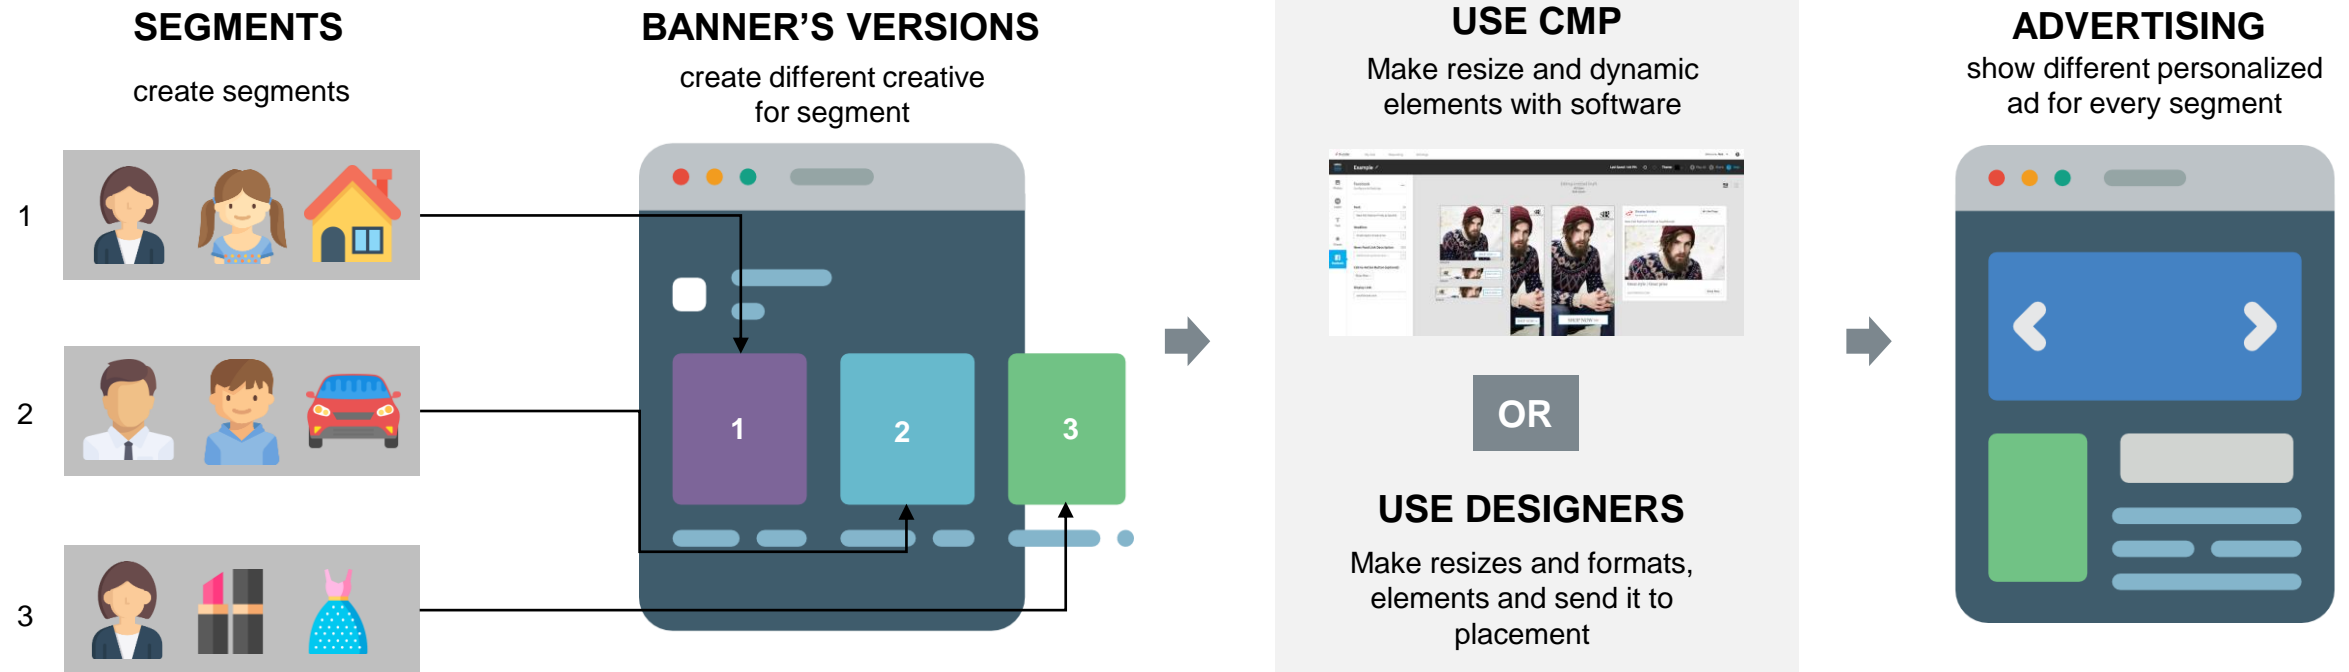 SEGMENTS
create segments
1
2
3
BANNER'S VERSIONS
create different creative
for segment
1
2
3
USE CMP
Make resize and dynamic
elements with software
Example
OR
USE DESIGNERS
Make resizes and formats,
elements and send it to
placement
ADVERTISING
show different personalized
ad for every segment